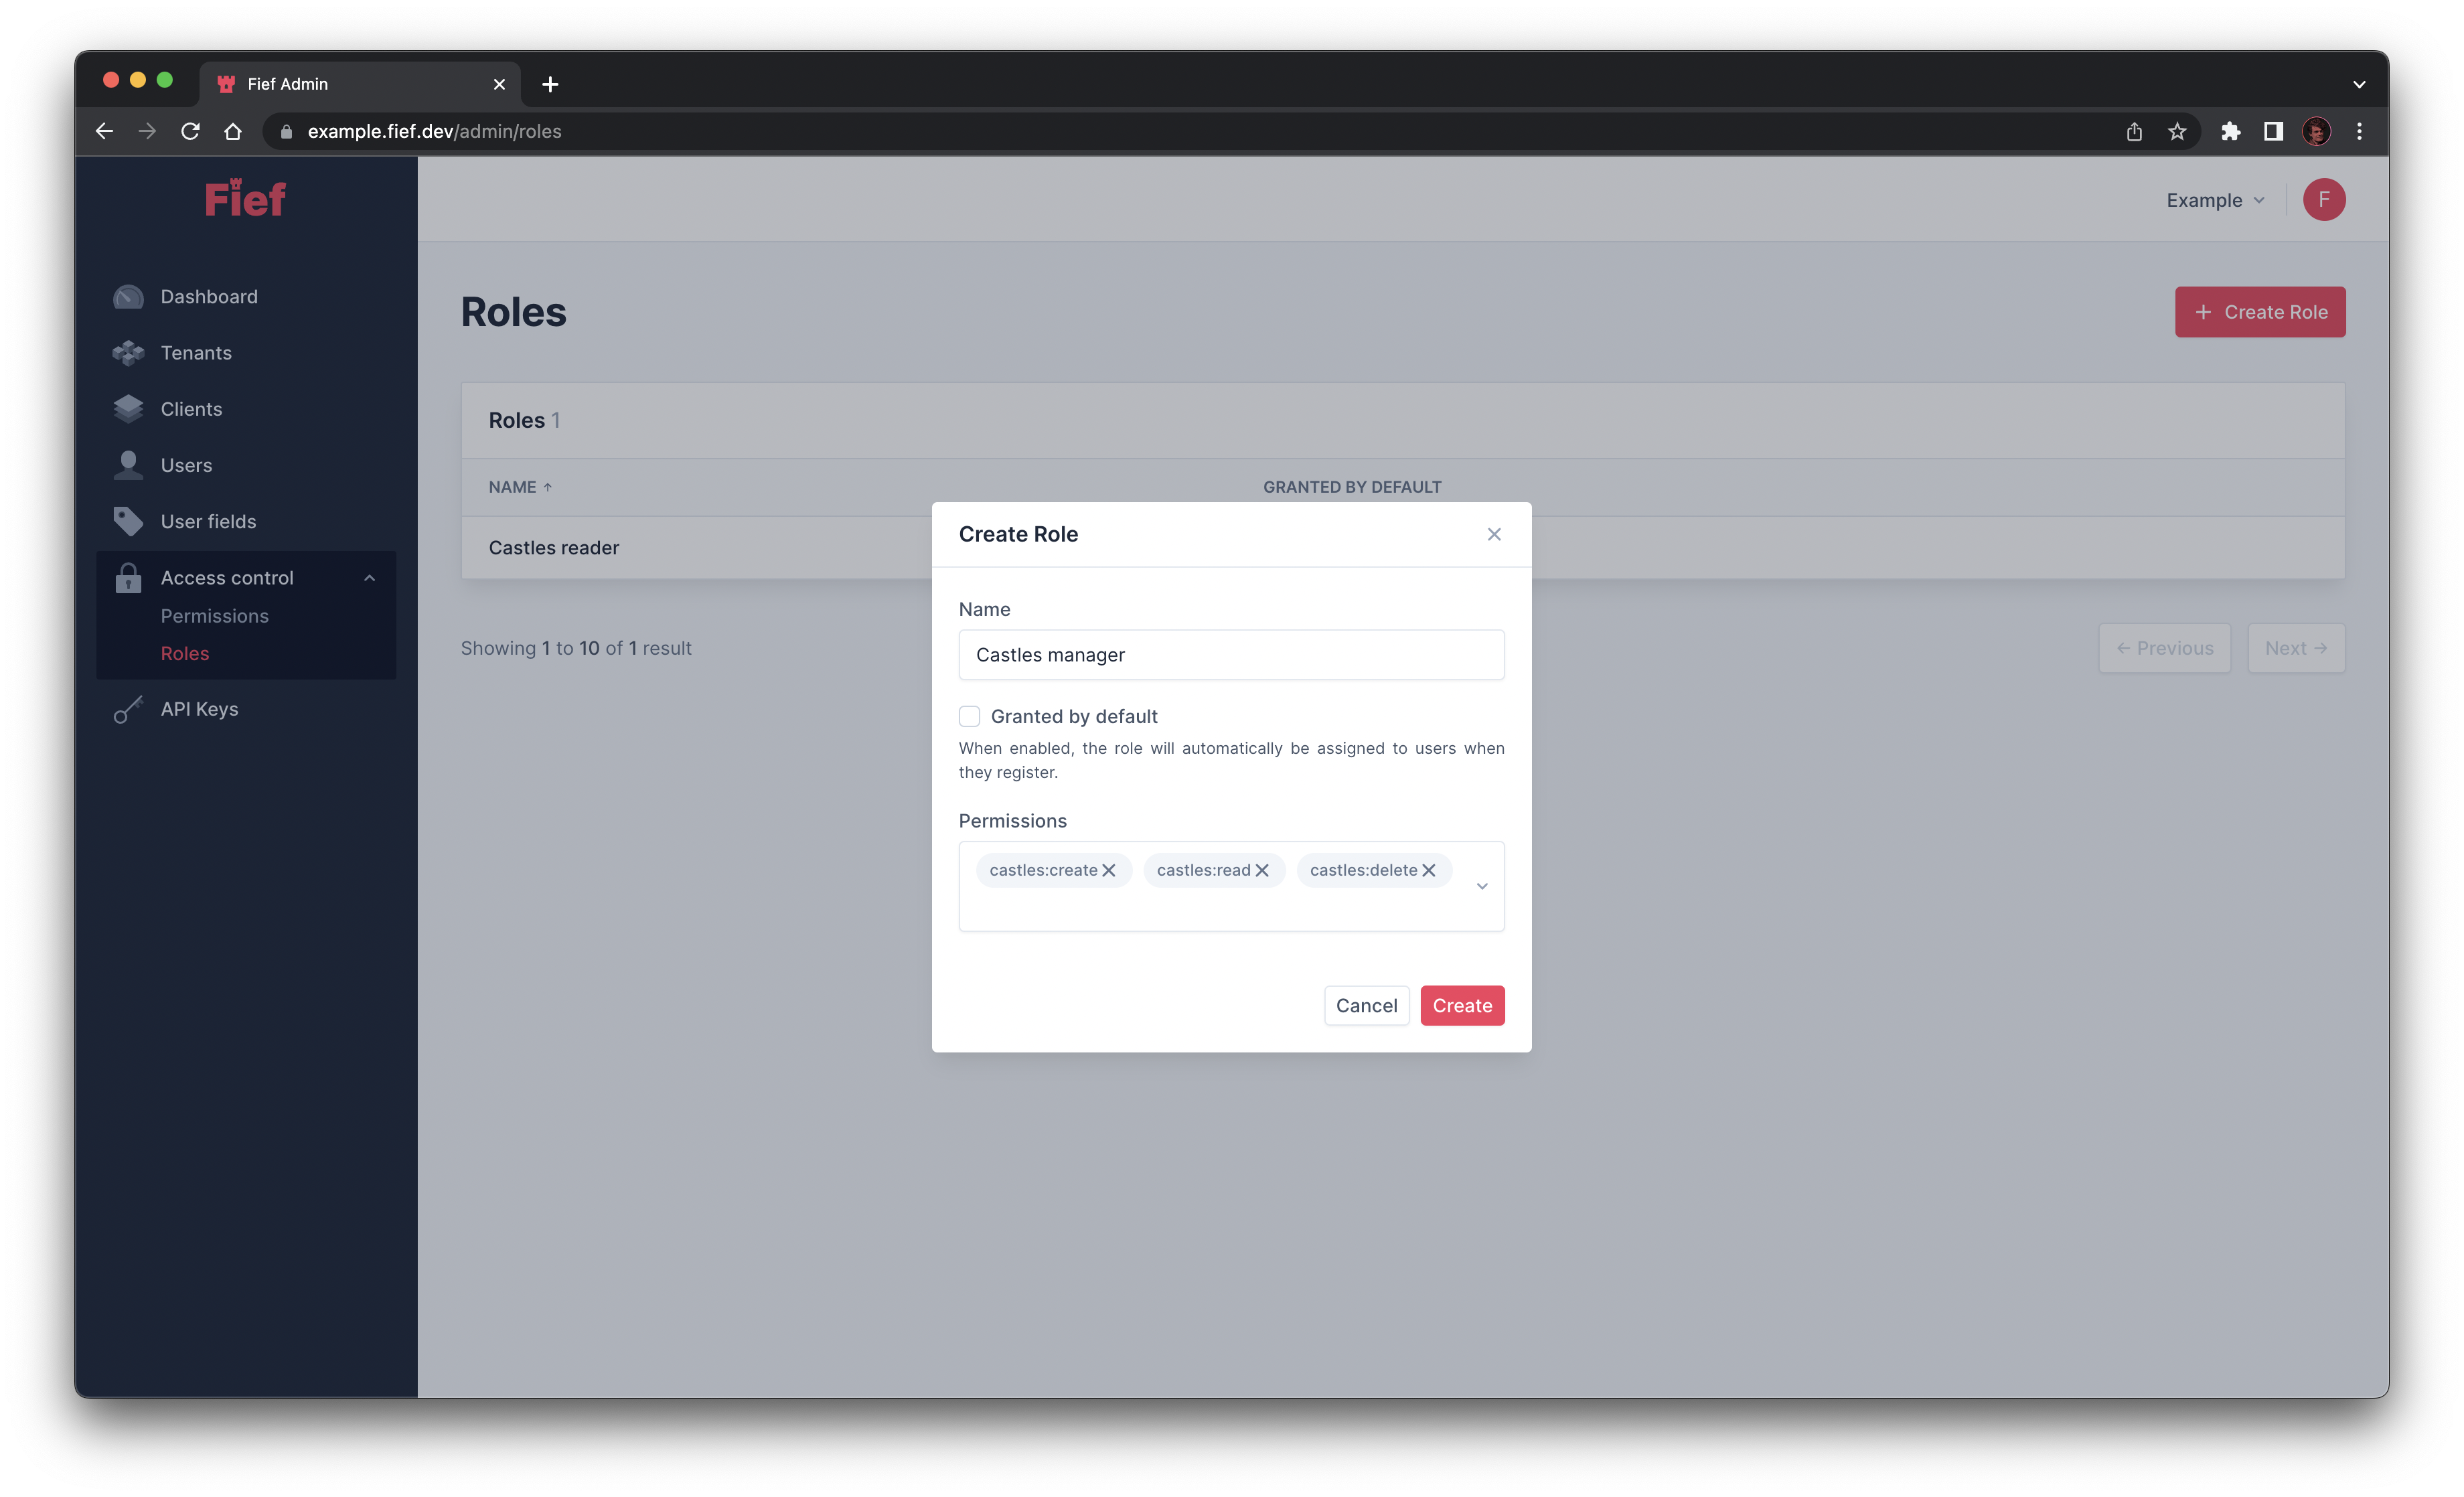 Fief Admin
example.fief.dev/admin/roles
Fief
Example
F
Dashboard
Tenants
Clients
Users
User fields
Access control
Permissions
Roles
API Keys
Roles
+ Create Role
Roles 1
NAME ↑ GRANTED BY DEFAULT
Castles reader
Showing 1 to 10 of 1 result
← Previous
Next →
Create Role
Name
Castles manager
Granted by default
When enabled, the role will automatically be assigned to users when
they register.
Permissions
castles:create castles:read castles:delete
Cancel
Create